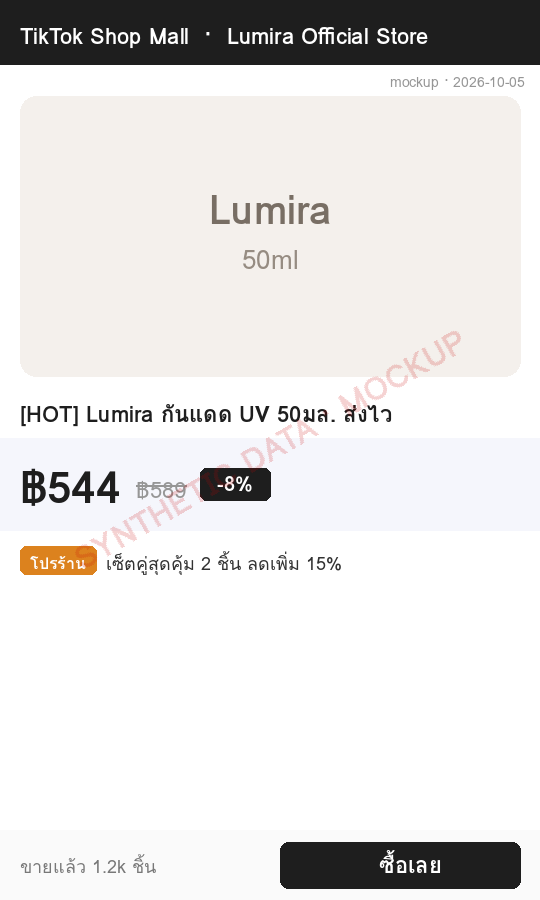 TikTok Shop Mall · Lumira Official Store
mockup · 2026-10-05
Lumira
50ml
[HOT] Lumira กันแดด UV 50มล. ส่งไว
฿544 ฿589 -8%
โปรร้าน เซ็ตคู่สุดคุ้ม 2 ชิ้น ลดเพิ่ม 15%
SYNTHETIC DATA · MOCKUP
ขายแล้ว 1.2k ชิ้น ซื้อเลย